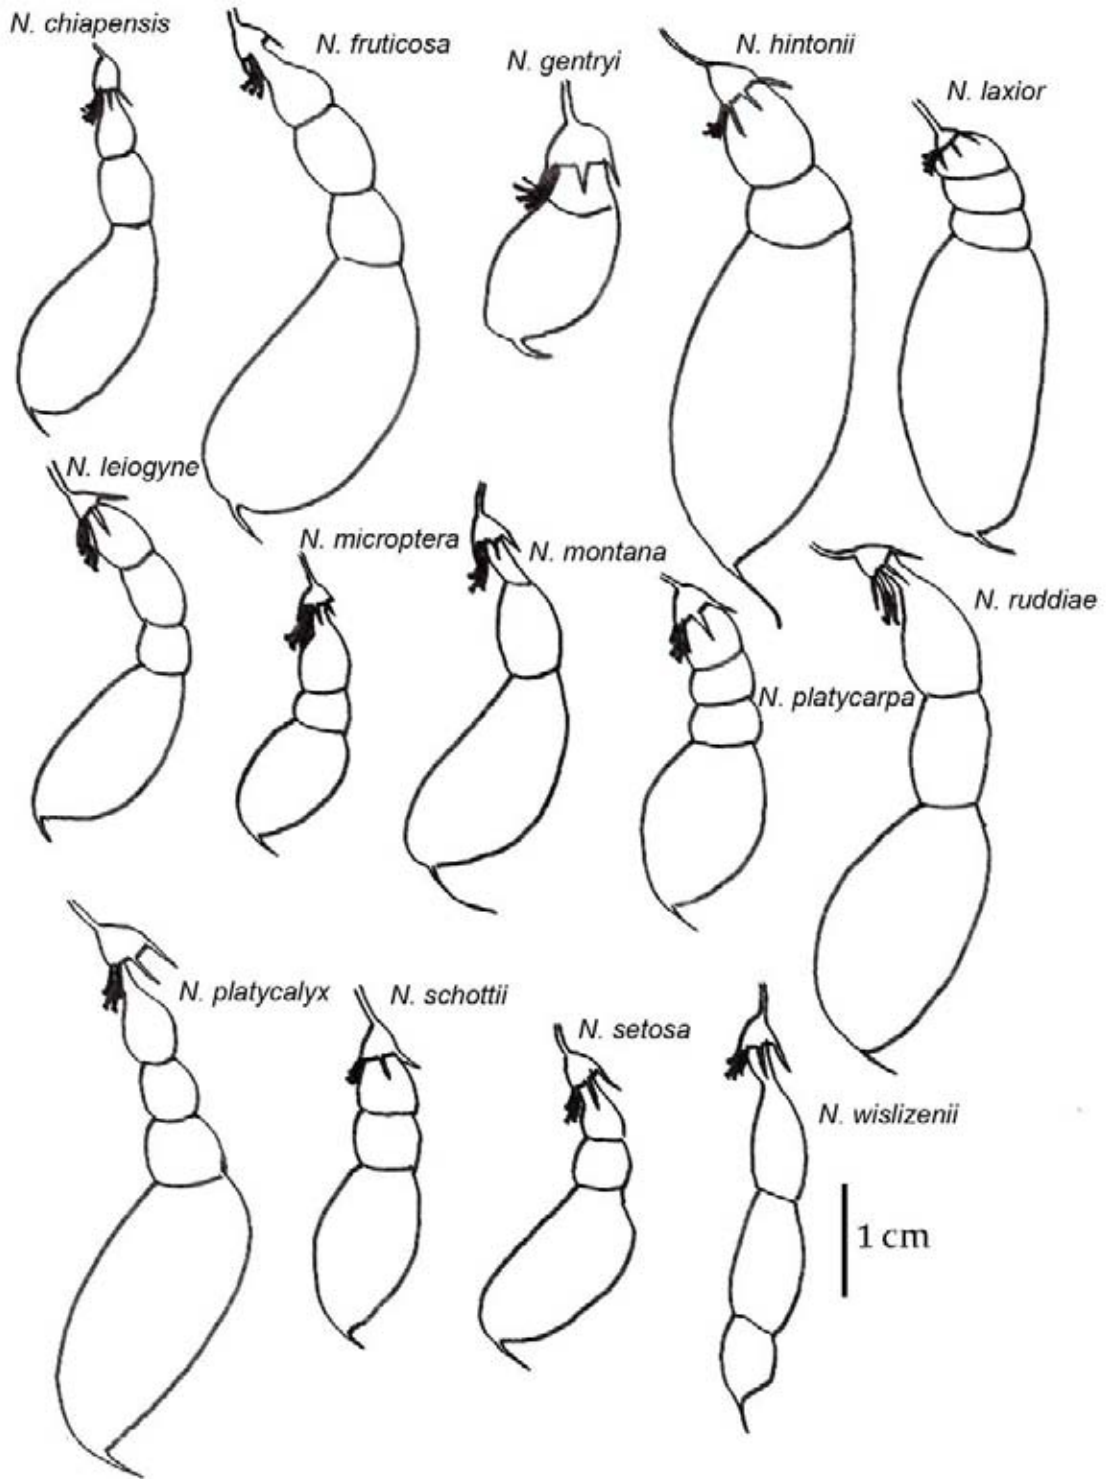 N. chiapensis
N. fruticosa
N. gentryi
N. hintonii
N. laxior
N. leiogyne
N. microptera
N. montana
N. platycarpa
N. ruddiae
N. platycalyx
N. schottii
N. setosa
N. wislizenii
1 cm